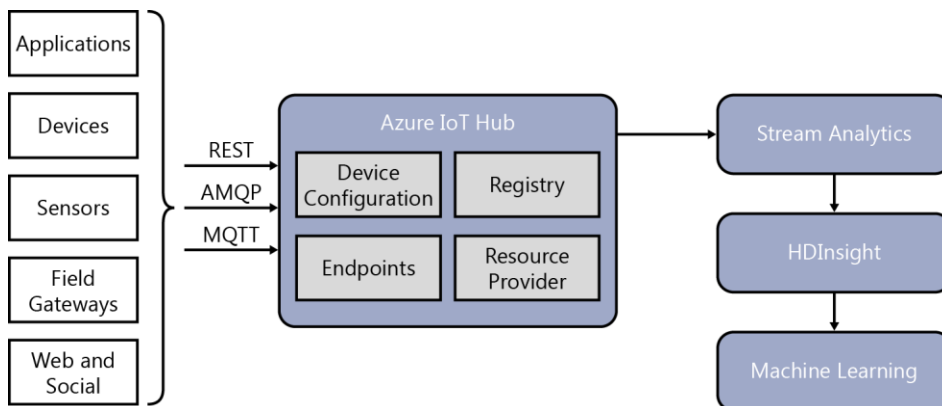 Applications
Devices
Sensors
Field
Gateways
Web and
Social
REST
AMQP
MQTT
Azure IoT Hub
Device
Configuration
Registry
Endpoints
Resource
Provider
Stream Analytics
HDInsight
Machine Learning